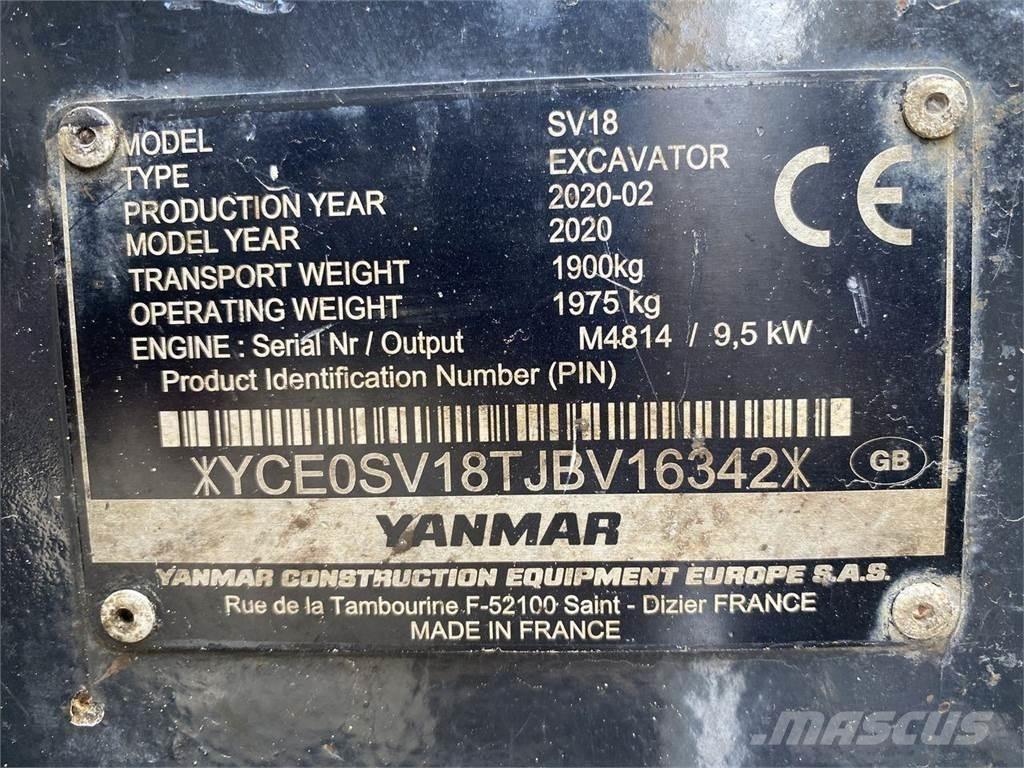 MODEL SV18
TYPE EXCAVATOR
PRODUCTION YEAR 2020-02
MODEL YEAR 2020
TRANSPORT WEIGHT 1900kg
OPERATING WEIGHT 1975 kg
ENGINE : Serial Nr / Output M4814 / 9,5 kW
Product Identification Number (PIN)
CE
*YCE0SV18TJBV16342*
GB
YANMAR
YANMAR CONSTRUCTION EQUIPMENT EUROPE S.A.S.
Rue de la Tambourine F-52100 Saint - Dizier FRANCE
MADE IN FRANCE
MASCUS